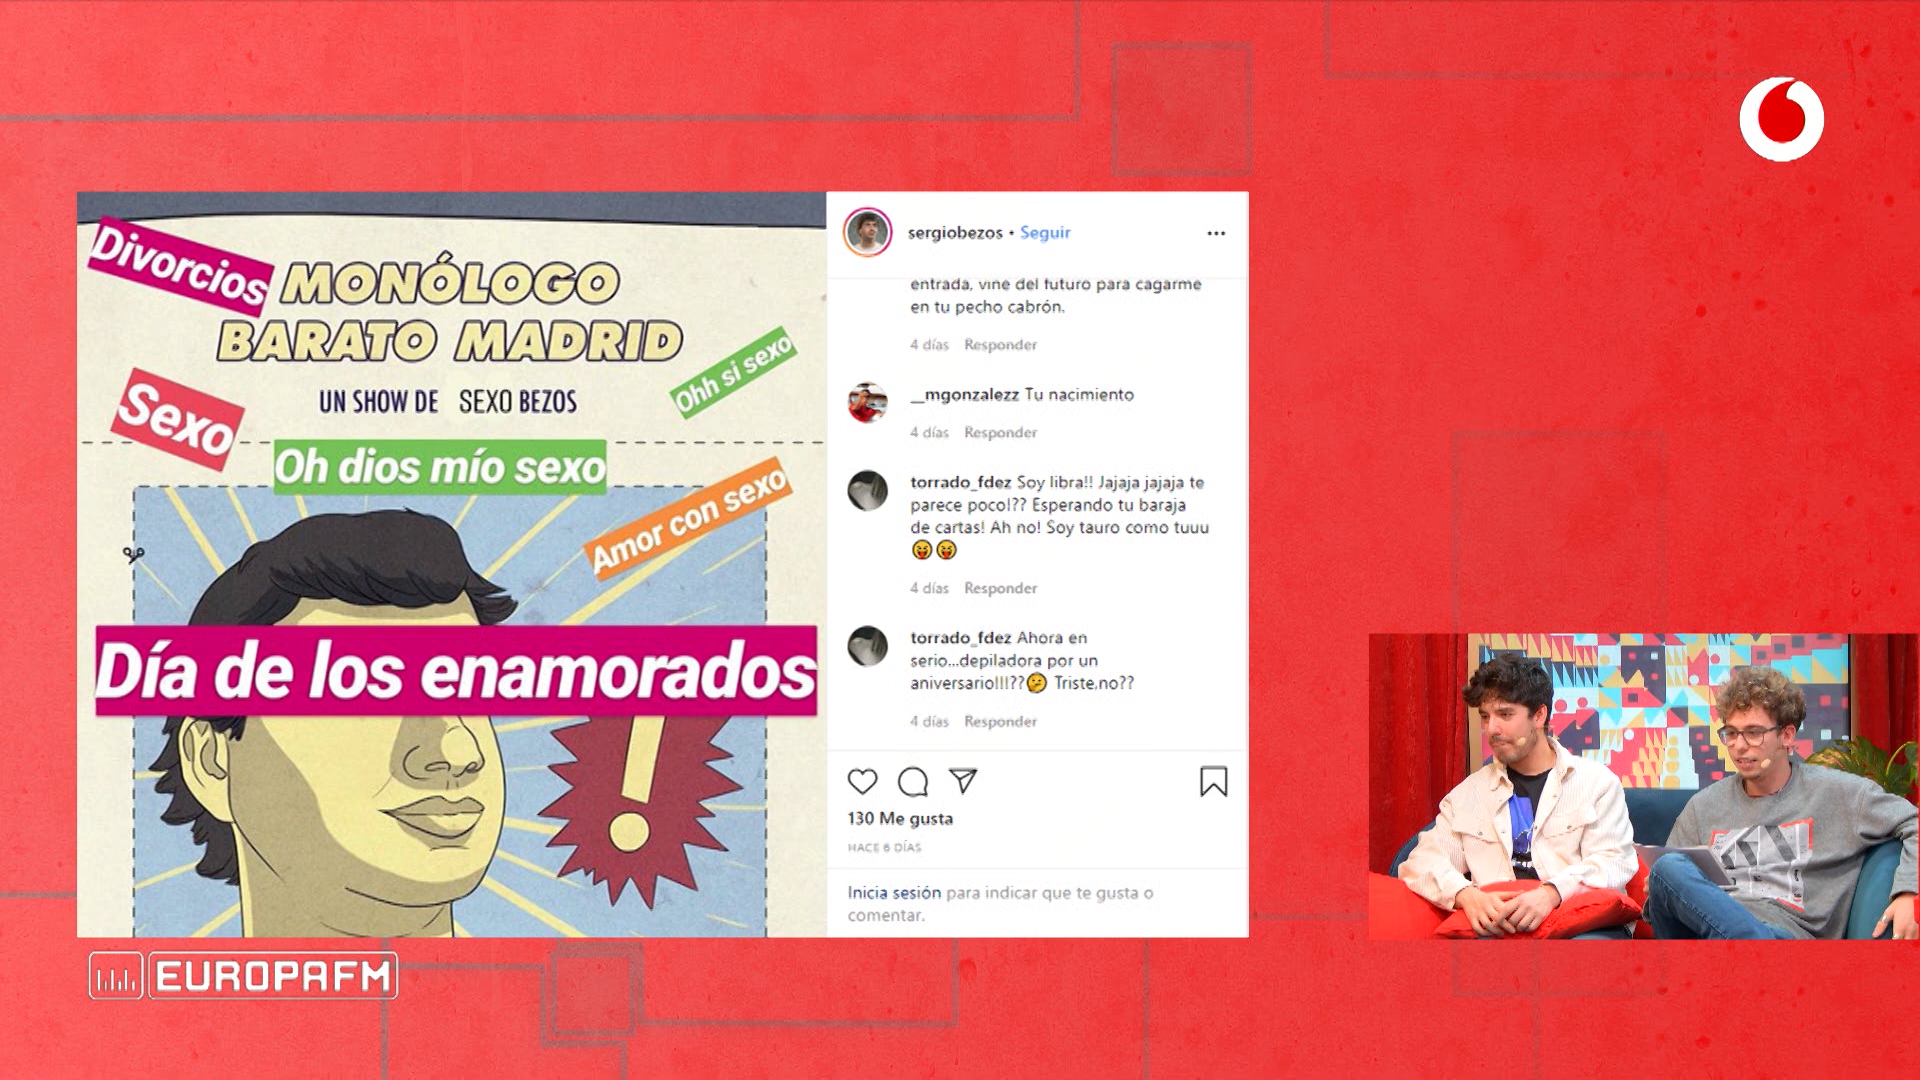 Divorcios
MONÓLOGO
BARATO MADRID
UN SHOW DE SEXO BEZOS
Ohh si sexo
Sexo
Oh dios mío sexo
Amor con sexo
Día de los enamorados
!
sergiobezos • Seguir
entrada, vine del futuro para cagarme
en tu pecho cabrón.
4 días Responder
__mgonzalezz Tu nacimiento
4 días Responder
torrado_fdez Soy libra!! Jajaja jajaja te
parece poco!?? Esperando tu baraja
de cartas! Ah no! Soy tauro como tuuu
😝😝
4 días Responder
torrado_fdez Ahora en
serio...depiladora por un
aniversario!!!??🤔 Triste,no??
4 días Responder
130 Me gusta
HACE 6 DÍAS
Inicia sesión para indicar que te gusta o
comentar.
EUROPAFM